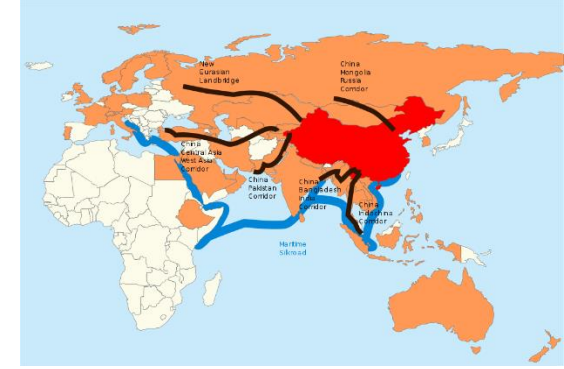 New
Eurasian
Landbridge
China
Mongolia
Russia
Corridor
China
Central Asia
West Asia
Corridor
China
Pakistan
Corridor
China
Bangladesh
India
Corridor
China
Indochina
Corridor
Maritime
Silkroad